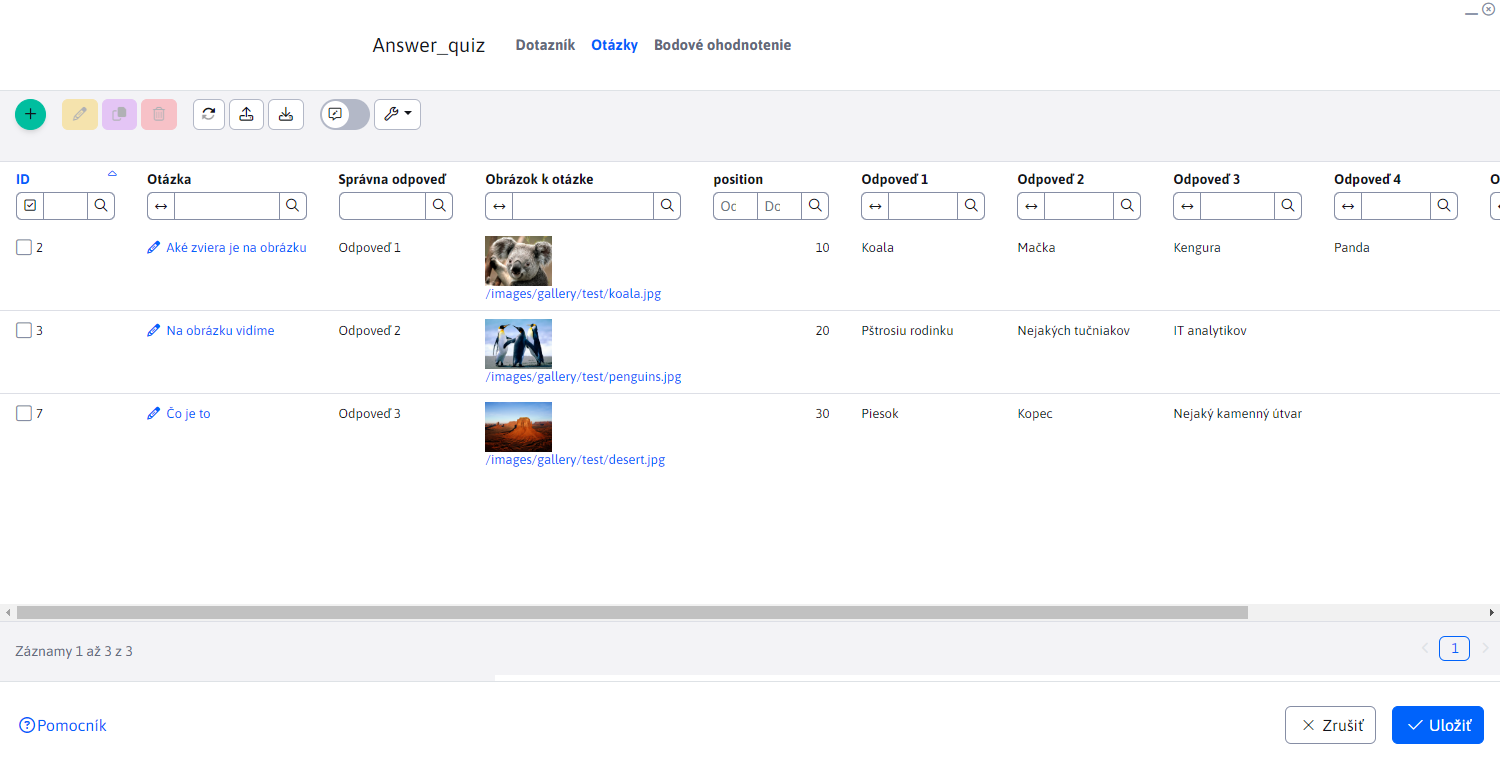 Answer_quiz Dotazník Otázky Bodové ohodnotenie
ID Otázka Správna odpoveď Obrázok k otázke position Odpoveď 1 Odpoveď 2 Odpoveď 3 Odpoveď 4 O
Oc Dc
2 Aké zviera je na obrázku Odpoveď 1 10 Koala Mačka Kengura Panda
/images/gallery/test/koala.jpg
3 Na obrázku vidíme Odpoveď 2 20 Pštrosiu rodinku Nejakých tučniakov IT analytikov
/images/gallery/test/penguins.jpg
7 Čo je to Odpoveď 3 30 Piesok Kopec Nejaký kamenný útvar
/images/gallery/test/desert.jpg
Záznamy 1 až 3 z 3 1
Pomocník Zrušiť Uložiť